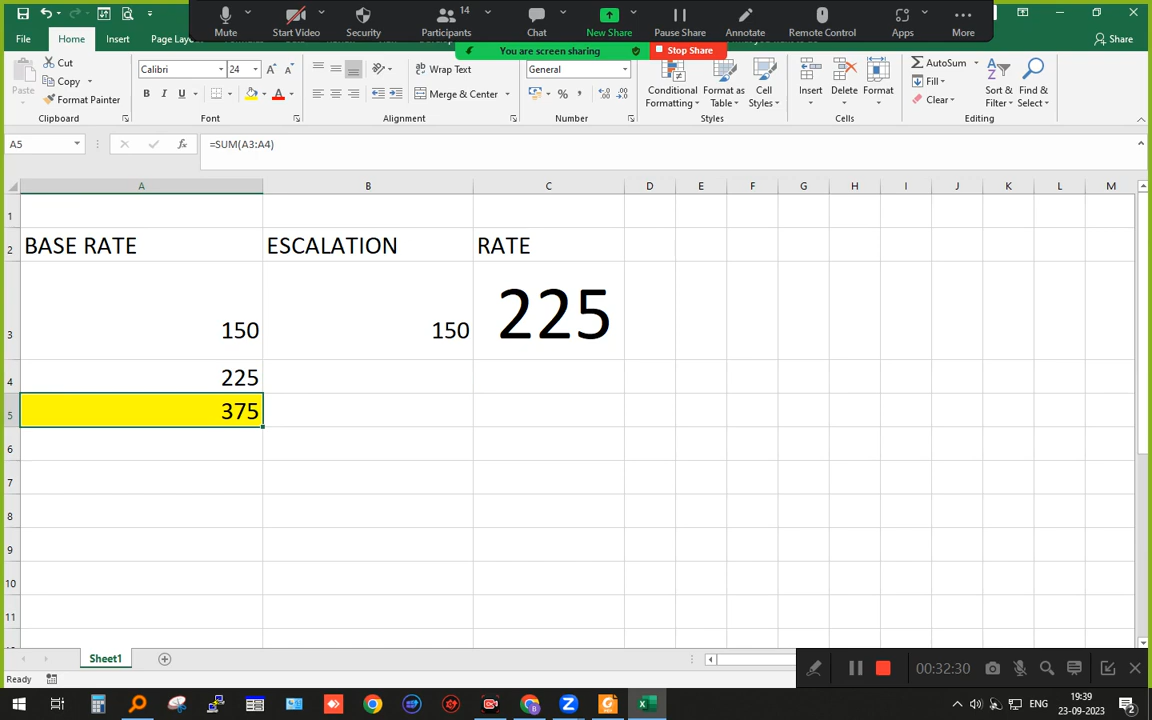 Mute
Start Video
Security
14
Participants
Chat
New Share
Pause Share
Annotate
Remote Control
Apps
More
You are screen sharing
Stop Share
File
Home
Insert
Page Layo
Share
Paste
Cut
Copy
Format Painter
Clipboard
Calibri
24
B I U
Font
Wrap Text
Merge & Center
Alignment
General
Number
Conditional Formatting
Format as Table
Cell Styles
Styles
Insert
Delete
Format
Cells
AutoSum
Fill
Clear
Sort & Filter
Find & Select
Editing
A5
fx
=SUM(A3:A4)
A B C D E F G H I J K L M
1
2 BASE RATE ESCALATION RATE
3 150 150 225
4 225
5 375
6
7
8
9
10
11
Sheet1
Ready
00:32:30
ENG
19:39
23-09-2023
2